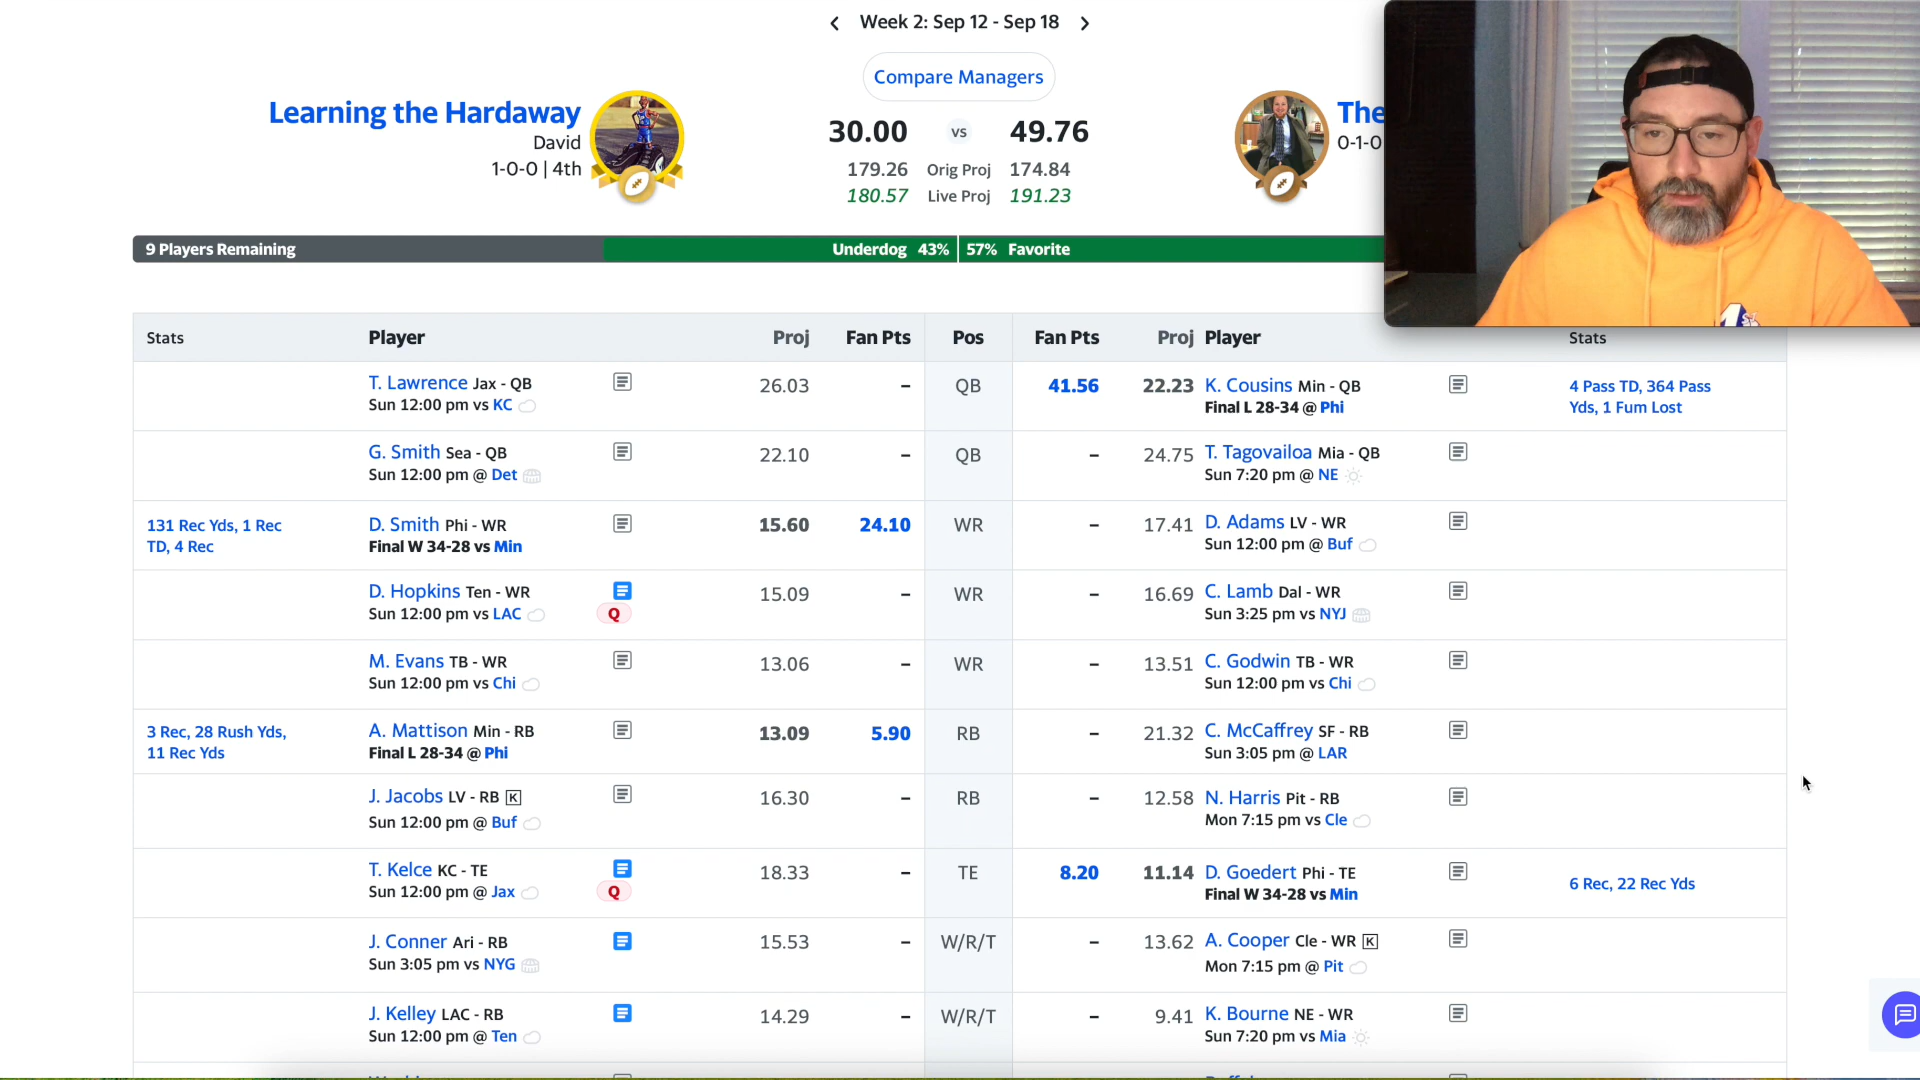 Week 2: Sep 12 - Sep 18
Compare Managers
Learning the Hardaway
David
1-0-0 | 4th
30.00 vs 49.76
179.26 Orig Proj 174.84
180.57 Live Proj 191.23
The
0-1-0
9 Players Remaining Underdog 43% 57% Favorite
Stats Player Proj Fan Pts Pos Fan Pts Proj Player Stats
T. Lawrence Jax - QB
Sun 12:00 pm vs KC
26.03 – QB 41.56 22.23
K. Cousins Min - QB
Final L 28-34 @ Phi
4 Pass TD, 364 Pass
Yds, 1 Fum Lost
G. Smith Sea - QB
Sun 12:00 pm @ Det
22.10 – QB – 24.75
T. Tagovailoa Mia - QB
Sun 7:20 pm @ NE
131 Rec Yds, 1 Rec
TD, 4 Rec
D. Smith Phi - WR
Final W 34-28 vs Min
15.60 24.10 WR – 17.41
D. Adams LV - WR
Sun 12:00 pm @ Buf
D. Hopkins Ten - WR
Sun 12:00 pm vs LAC
Q
15.09 – WR – 16.69
C. Lamb Dal - WR
Sun 3:25 pm vs NYJ
M. Evans TB - WR
Sun 12:00 pm vs Chi
13.06 – WR – 13.51
C. Godwin TB - WR
Sun 12:00 pm vs Chi
3 Rec, 28 Rush Yds,
11 Rec Yds
A. Mattison Min - RB
Final L 28-34 @ Phi
13.09 5.90 RB – 21.32
C. McCaffrey SF - RB
Sun 3:05 pm @ LAR
J. Jacobs LV - RB K
Sun 12:00 pm @ Buf
16.30 – RB – 12.58
N. Harris Pit - RB
Mon 7:15 pm vs Cle
T. Kelce KC - TE
Sun 12:00 pm @ Jax
Q
18.33 – TE 8.20 11.14
D. Goedert Phi - TE
Final W 34-28 vs Min
6 Rec, 22 Rec Yds
J. Conner Ari - RB
Sun 3:05 pm vs NYG
15.53 – W/R/T – 13.62
A. Cooper Cle - WR K
Mon 7:15 pm @ Pit
J. Kelley LAC - RB
Sun 12:00 pm @ Ten
14.29 – W/R/T – 9.41
K. Bourne NE - WR
Sun 7:20 pm vs Mia